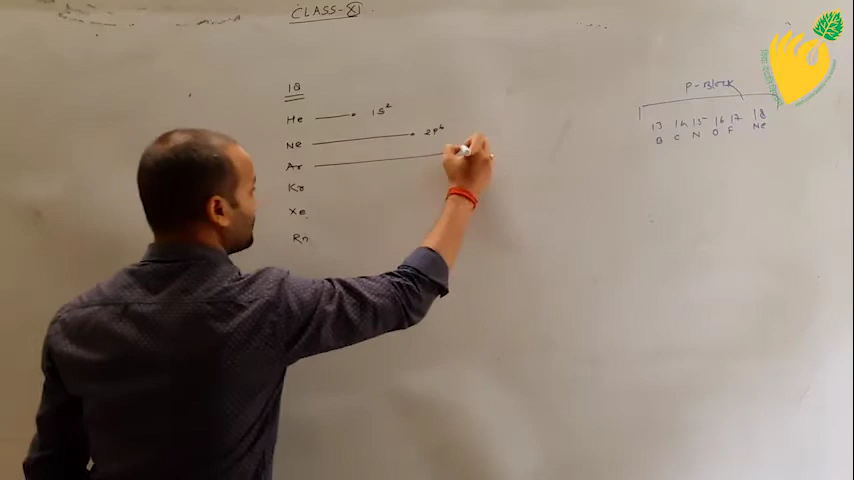 CLASS-XI
18
He 1S²
Ne 2P⁶
Ar
Kr
Xe
Rn
P-Block
13 14 15 16 17 18
B C N O F Ne